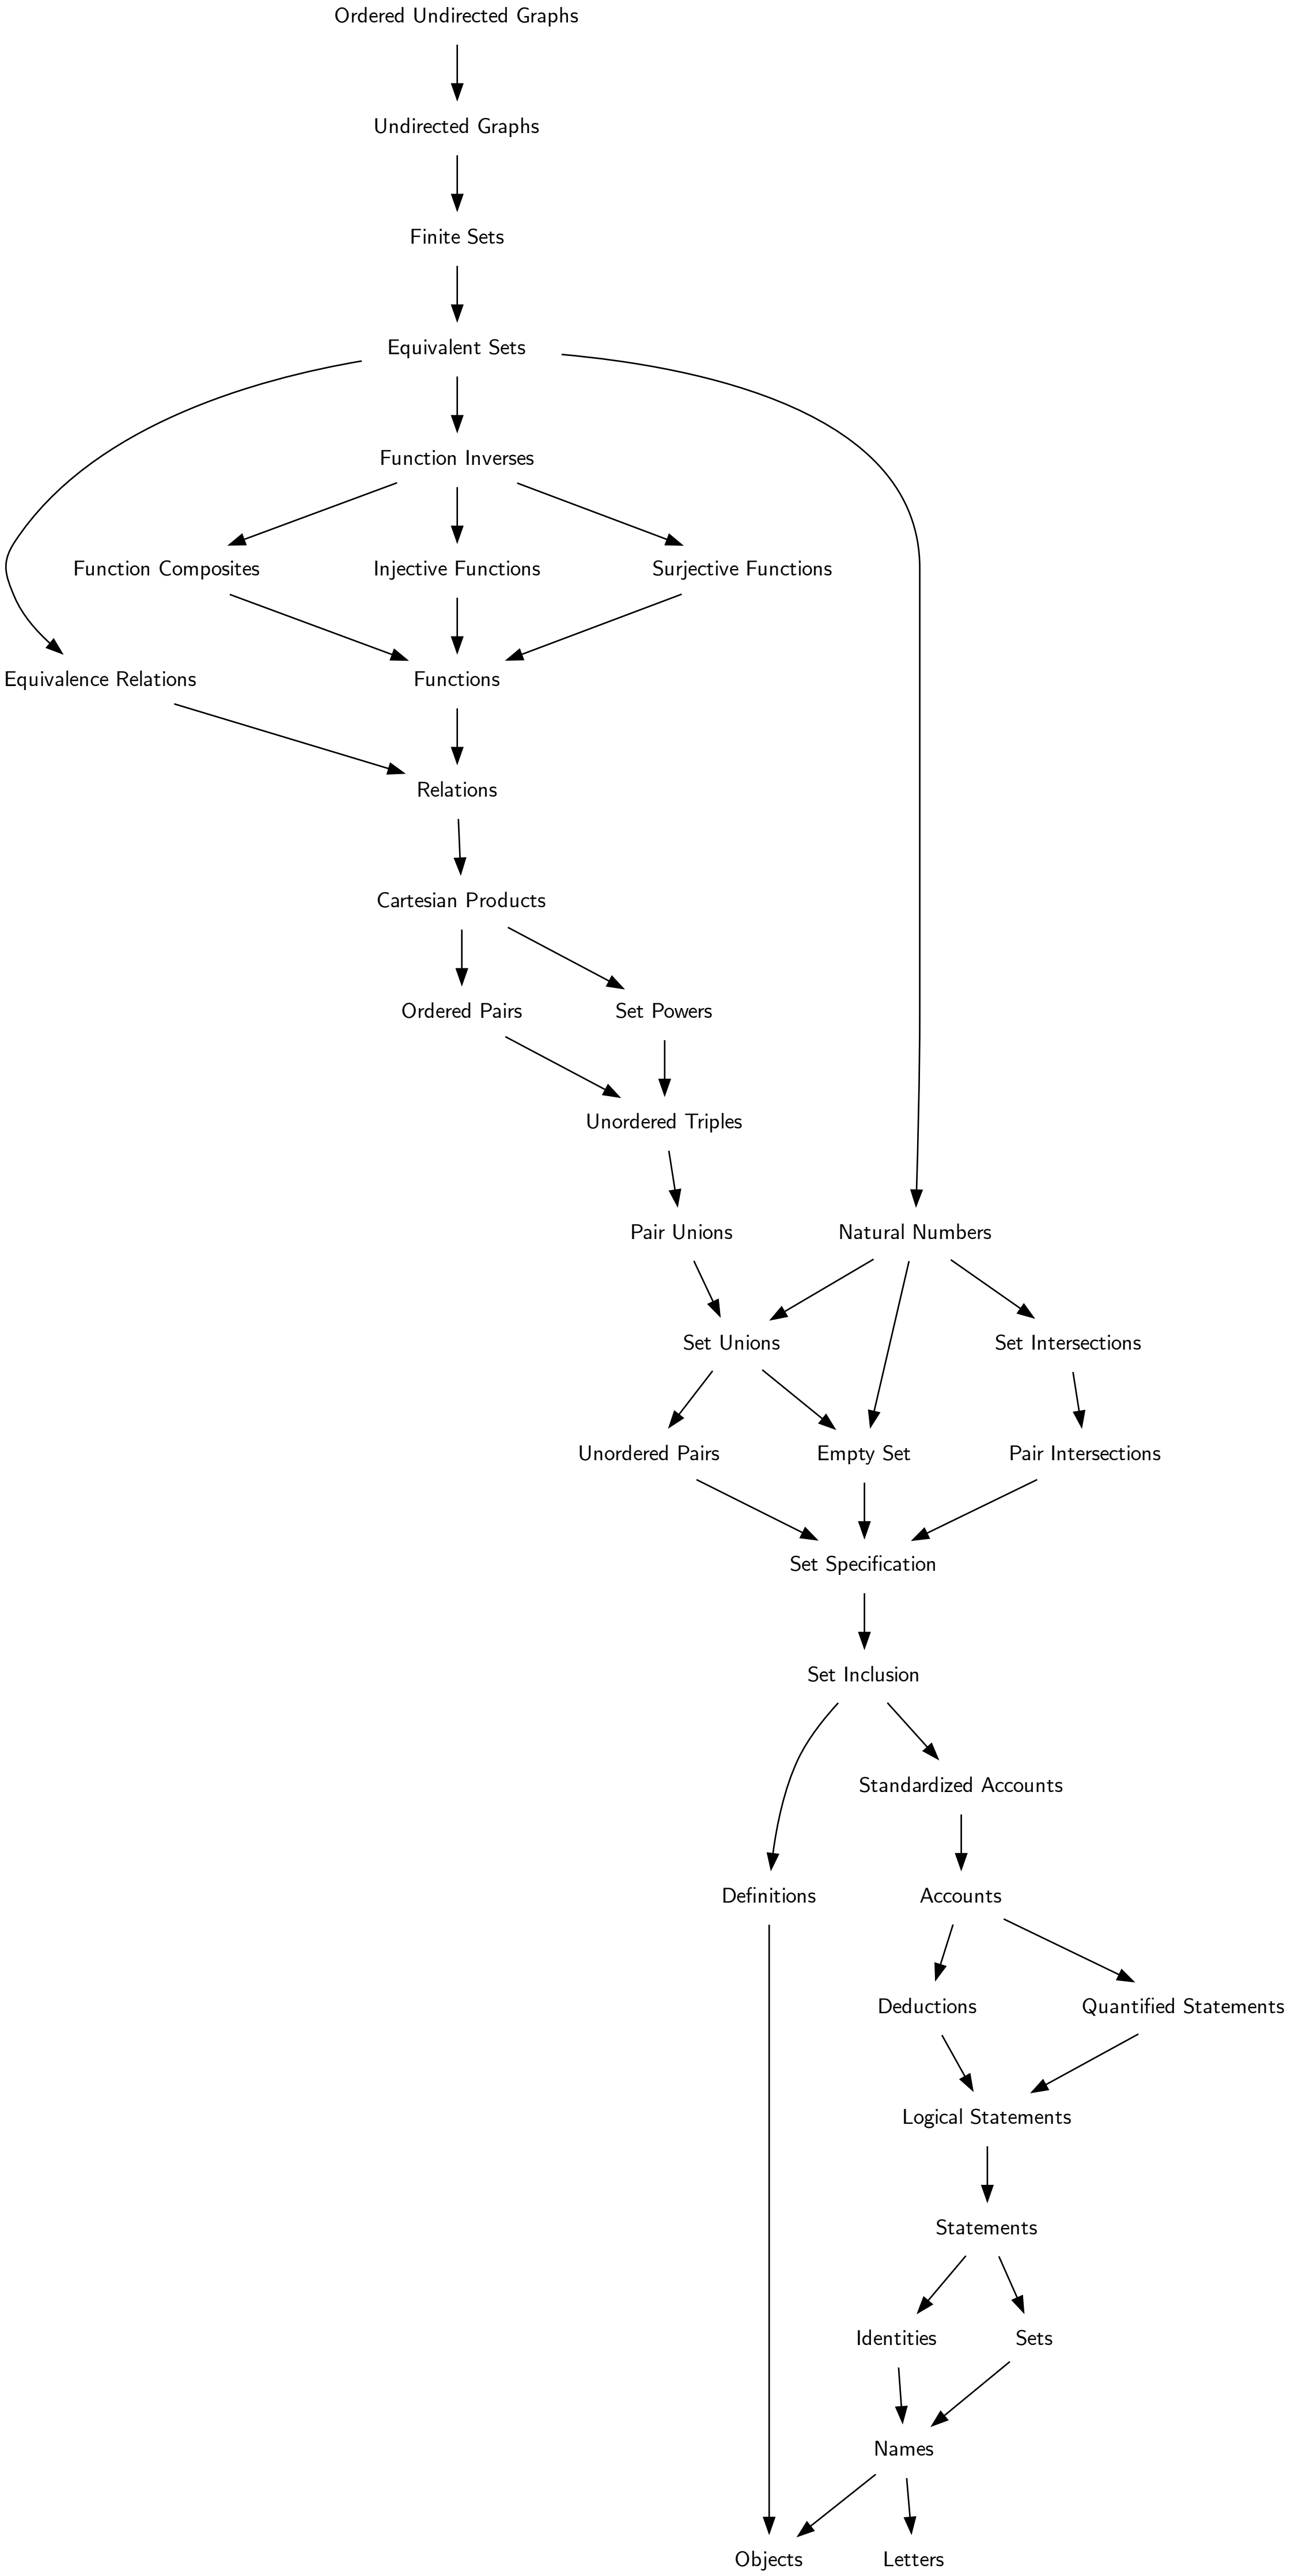 Ordered Undirected Graphs
Undirected Graphs
Finite Sets
Equivalent Sets
Function Inverses
Function Composites
Injective Functions
Surjective Functions
Equivalence Relations
Functions
Relations
Cartesian Products
Ordered Pairs
Set Powers
Unordered Triples
Pair Unions
Natural Numbers
Set Unions
Set Intersections
Unordered Pairs
Empty Set
Pair Intersections
Set Specification
Set Inclusion
Standardized Accounts
Definitions
Accounts
Deductions
Quantified Statements
Logical Statements
Statements
Identities
Sets
Names
Objects
Letters